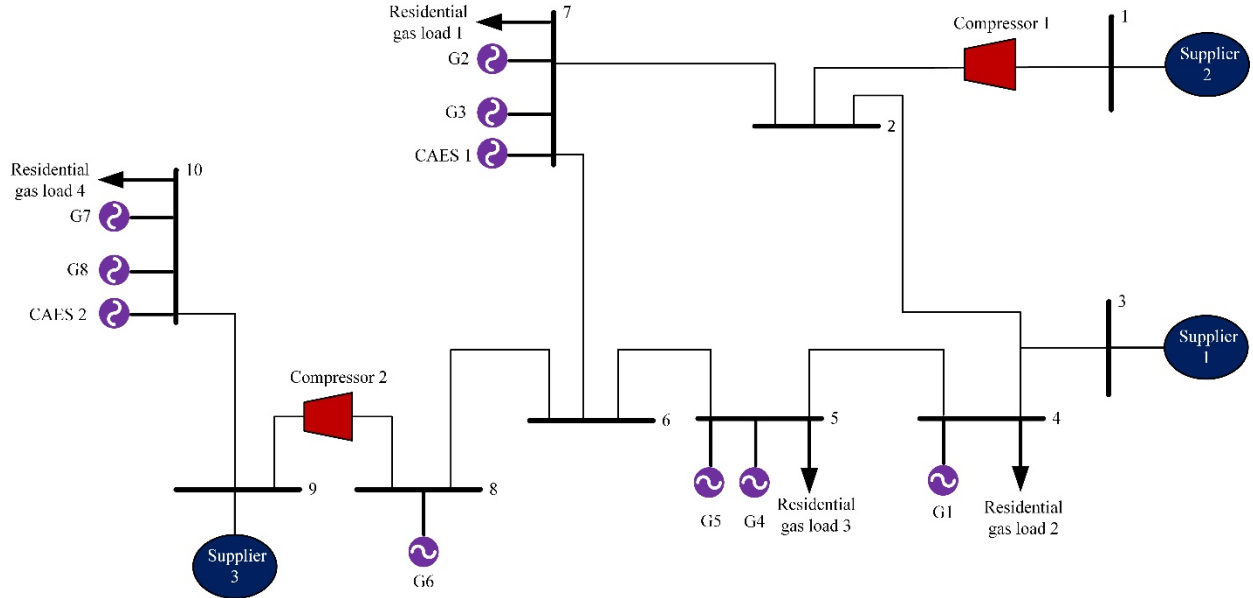 Residential
gas load 1
7
G2
G3
CAES 1
Compressor 1
1
Supplier
2
2
Residential
gas load 4
10
G7
G8
CAES 2
3
Supplier
1
Compressor 2
6
5
4
9
8
G5
G4
Residential
gas load 3
G1
Residential
gas load 2
Supplier
3
G6